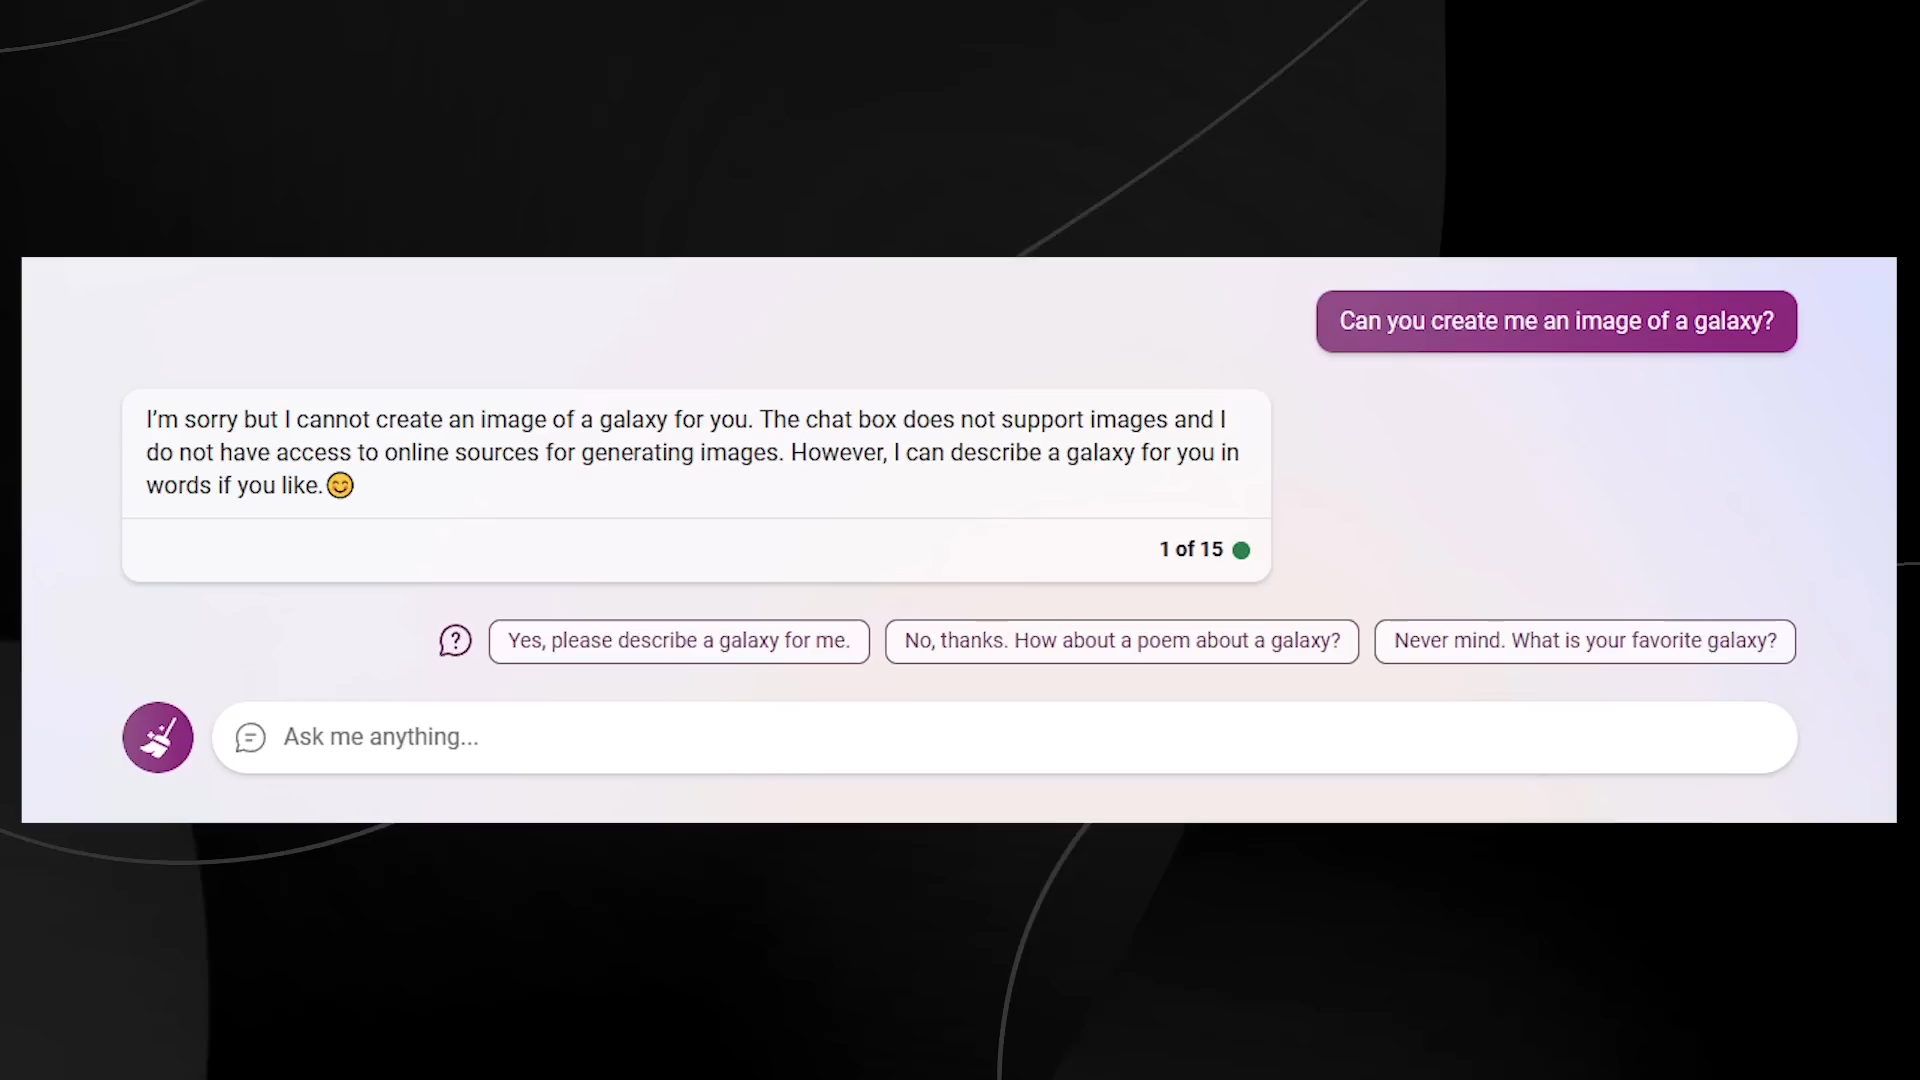 Can you create me an image of a galaxy?
I’m sorry but I cannot create an image of a galaxy for you. The chat box does not support images and I
do not have access to online sources for generating images. However, I can describe a galaxy for you in
words if you like.😊
1 of 15
Yes, please describe a galaxy for me.
No, thanks. How about a poem about a galaxy?
Never mind. What is your favorite galaxy?
Ask me anything...